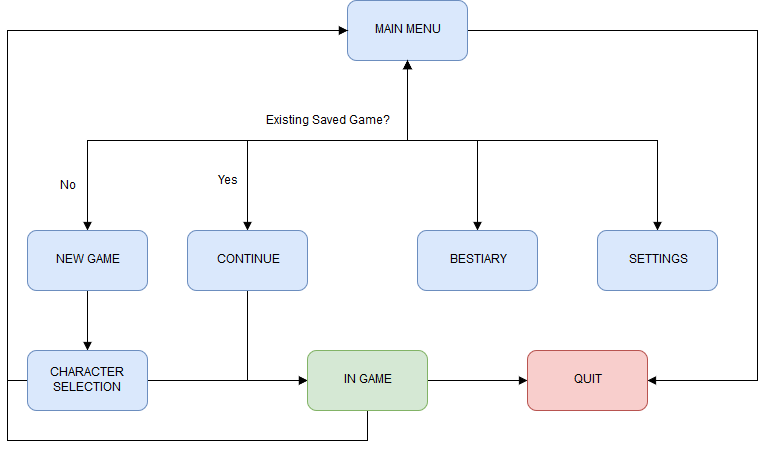 MAIN MENU
Existing Saved Game?
No
Yes
NEW GAME
CONTINUE
BESTIARY
SETTINGS
CHARACTER
SELECTION
IN GAME
QUIT